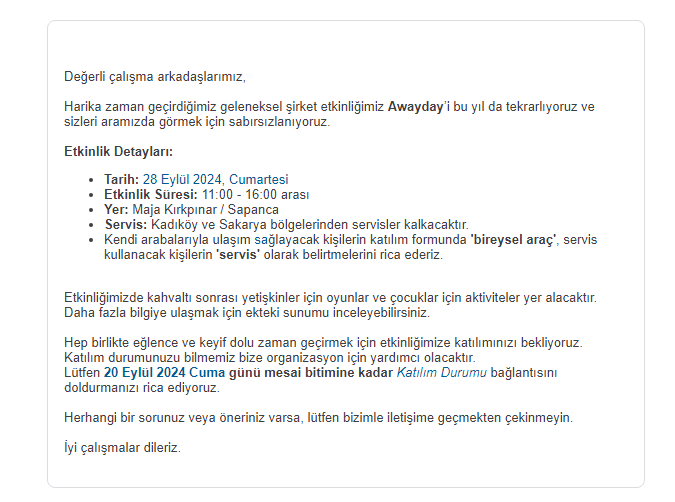 Değerli çalışma arkadaşlarımız,
Harika zaman geçirdiğimiz geleneksel şirket etkinliğimiz Awayday'i bu yıl da tekrarlıyoruz ve
sizleri aramızda görmek için sabırsızlanıyoruz.
Etkinlik Detayları:
• Tarih: 28 Eylül 2024, Cumartesi
• Etkinlik Süresi: 11:00 - 16:00 arası
• Yer: Maja Kırkpınar / Sapanca
• Servis: Kadıköy ve Sakarya bölgelerinden servisler kalkacaktır.
• Kendi arabalarıyla ulaşım sağlayacak kişilerin katılım formunda 'bireysel araç', servis
kullanacak kişilerin 'servis' olarak belirtmelerini rica ederiz.
Etkinliğimizde kahvaltı sonrası yetişkinler için oyunlar ve çocuklar için aktiviteler yer alacaktır.
Daha fazla bilgiye ulaşmak için ekteki sunumu inceleyebilirsiniz.
Hep birlikte eğlence ve keyif dolu zaman geçirmek için etkinliğimize katılımınızı bekliyoruz.
Katılım durumunuzu bilmemiz bize organizasyon için yardımcı olacaktır.
Lütfen 20 Eylül 2024 Cuma günü mesai bitimine kadar Katılım Durumu bağlantısını
doldurmanızı rica ediyoruz.
Herhangi bir sorunuz veya öneriniz varsa, lütfen bizimle iletişime geçmekten çekinmeyin.
İyi çalışmalar dileriz.